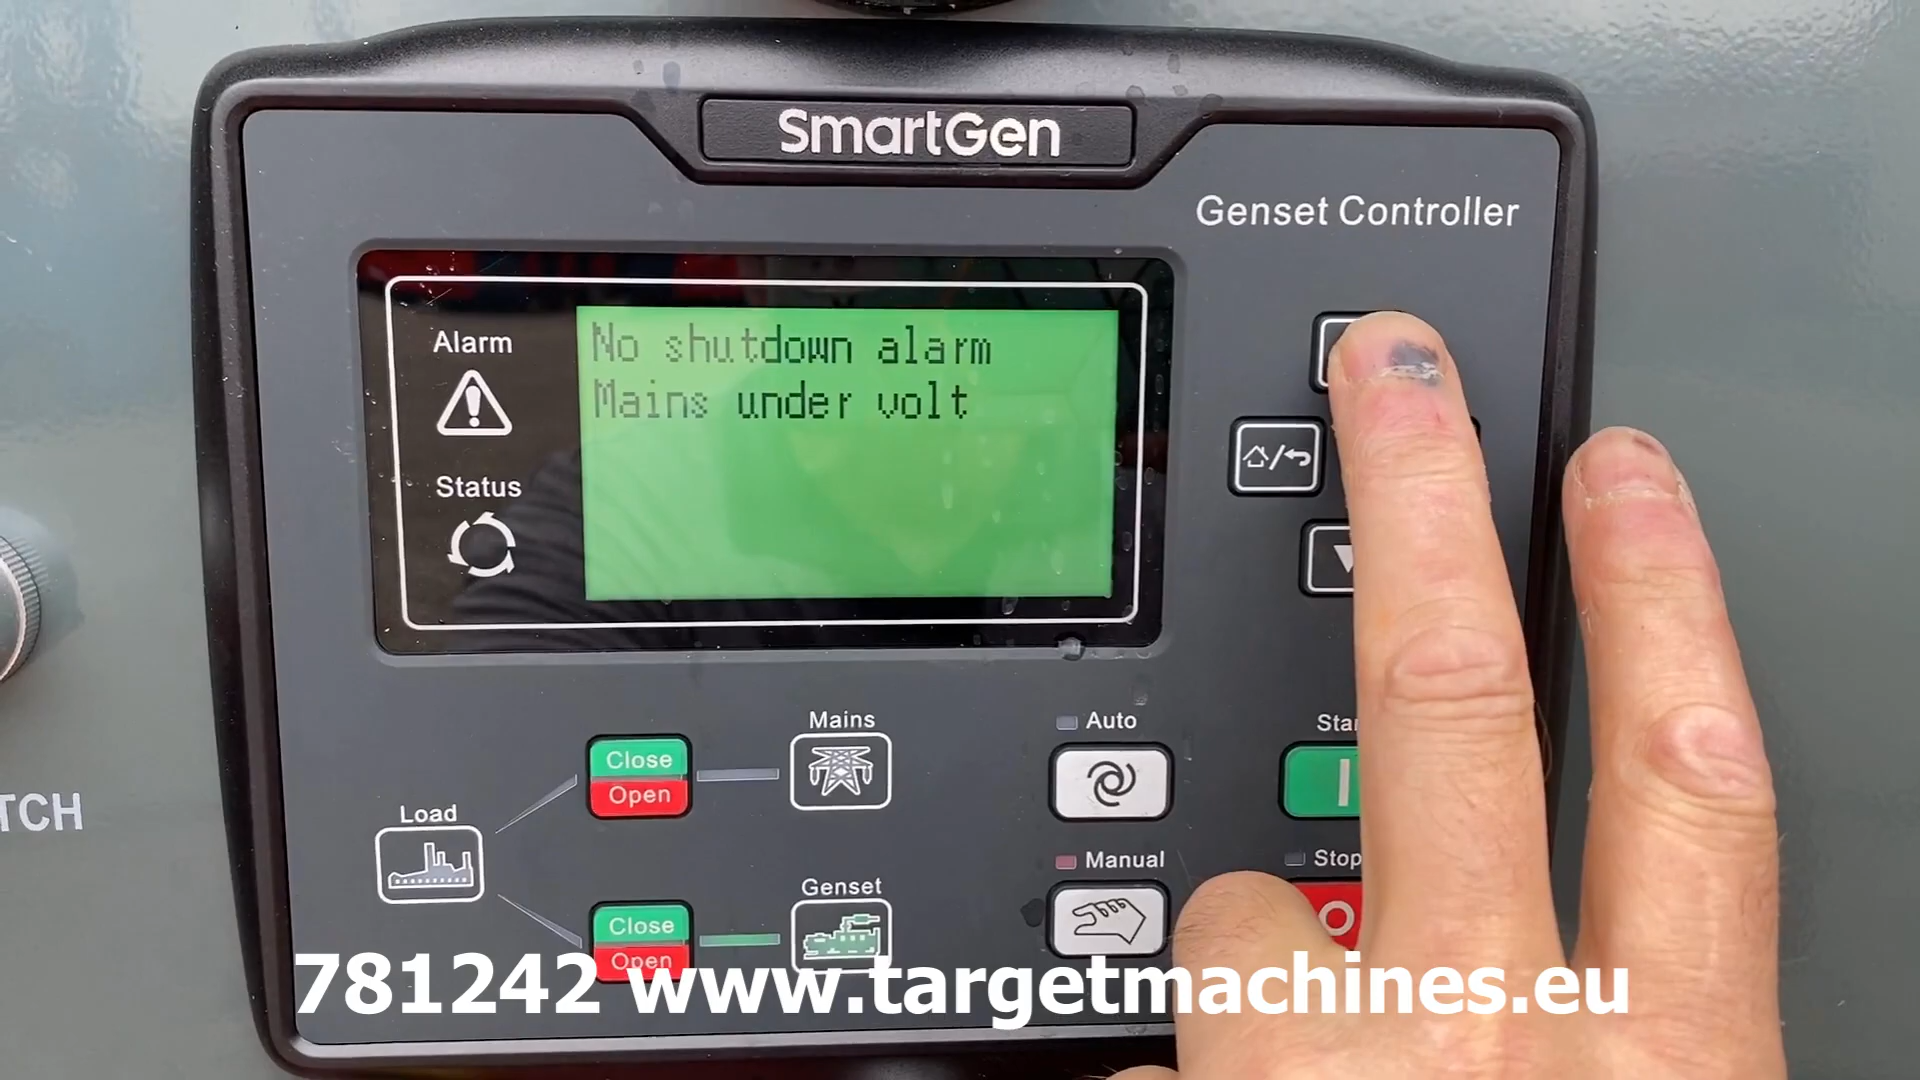 SmartGen
Genset Controller
Alarm
No shutdown alarm
Mains under volt
Status
Mains
Close
Open
Auto
Star
TCH
Load
Manual
Stop
Genset
Close
Open
781242 www.targetmachines.eu